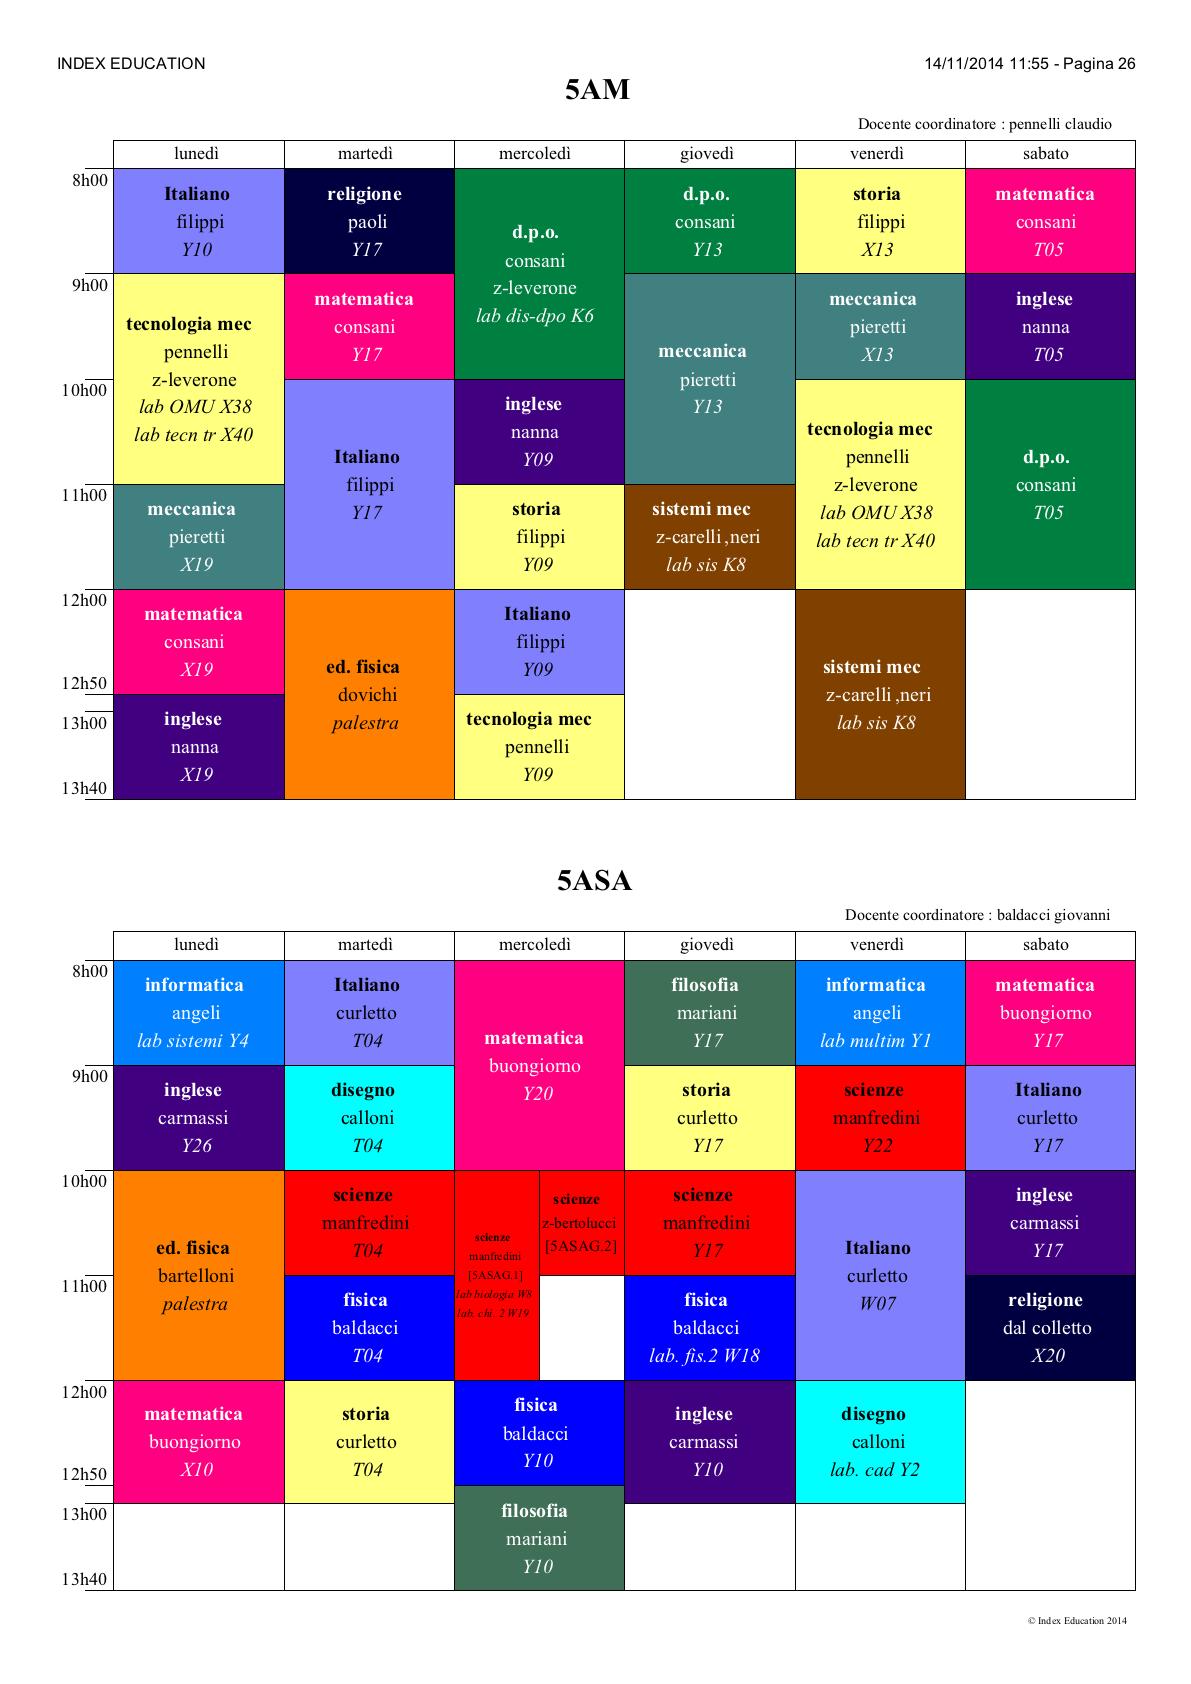 INDEX EDUCATION
14/11/2014 11:55 - Pagina 26
5AM
Docente coordinatore : pennelli claudio
lunedì
martedì
mercoledì
giovedì
venerdì
sabato
8h00
9h00
10h00
11h00
12h00
12h50
13h00
13h40
Italiano
filippi
Y10
tecnologia mec
pennelli
z-leverone
lab OMU X38
lab tecn tr X40
meccanica
pieretti
X19
matematica
consani
X19
inglese
nanna
X19
religione
paoli
Y17
matematica
consani
Y17
Italiano
filippi
Y17
ed. fisica
dovichi
palestra
d.p.o.
consani
z-leverone
lab dis-dpo K6
inglese
nanna
Y09
storia
filippi
Y09
Italiano
filippi
Y09
tecnologia mec
pennelli
Y09
d.p.o.
consani
Y13
meccanica
pieretti
Y13
sistemi mec
z-carelli ,neri
lab sis K8
storia
filippi
X13
meccanica
pieretti
X13
tecnologia mec
pennelli
z-leverone
lab OMU X38
lab tecn tr X40
sistemi mec
z-carelli ,neri
lab sis K8
matematica
consani
T05
inglese
nanna
T05
d.p.o.
consani
T05
5ASA
Docente coordinatore : baldacci giovanni
lunedì
martedì
mercoledì
giovedì
venerdì
sabato
8h00
9h00
10h00
11h00
12h00
12h50
13h00
13h40
informatica
angeli
lab sistemi Y4
inglese
carmassi
Y26
ed. fisica
bartelloni
palestra
matematica
buongiorno
X10
Italiano
curletto
T04
disegno
calloni
T04
scienze
manfredini
T04
fisica
baldacci
T04
storia
curletto
T04
matematica
buongiorno
Y20
scienze
manfredini
[5ASAG.1]
lab biologia W8
lab. chi. 2 W19
scienze
z-bertolucci
[5ASAG.2]
fisica
baldacci
Y10
filosofia
mariani
Y10
filosofia
mariani
Y17
storia
curletto
Y17
scienze
manfredini
Y17
fisica
baldacci
lab. fis.2 W18
inglese
carmassi
Y10
informatica
angeli
lab multim Y1
scienze
manfredini
Y22
Italiano
curletto
W07
disegno
calloni
lab. cad Y2
matematica
buongiorno
Y17
Italiano
curletto
Y17
inglese
carmassi
Y17
religione
dal colletto
X20
© Index Education 2014